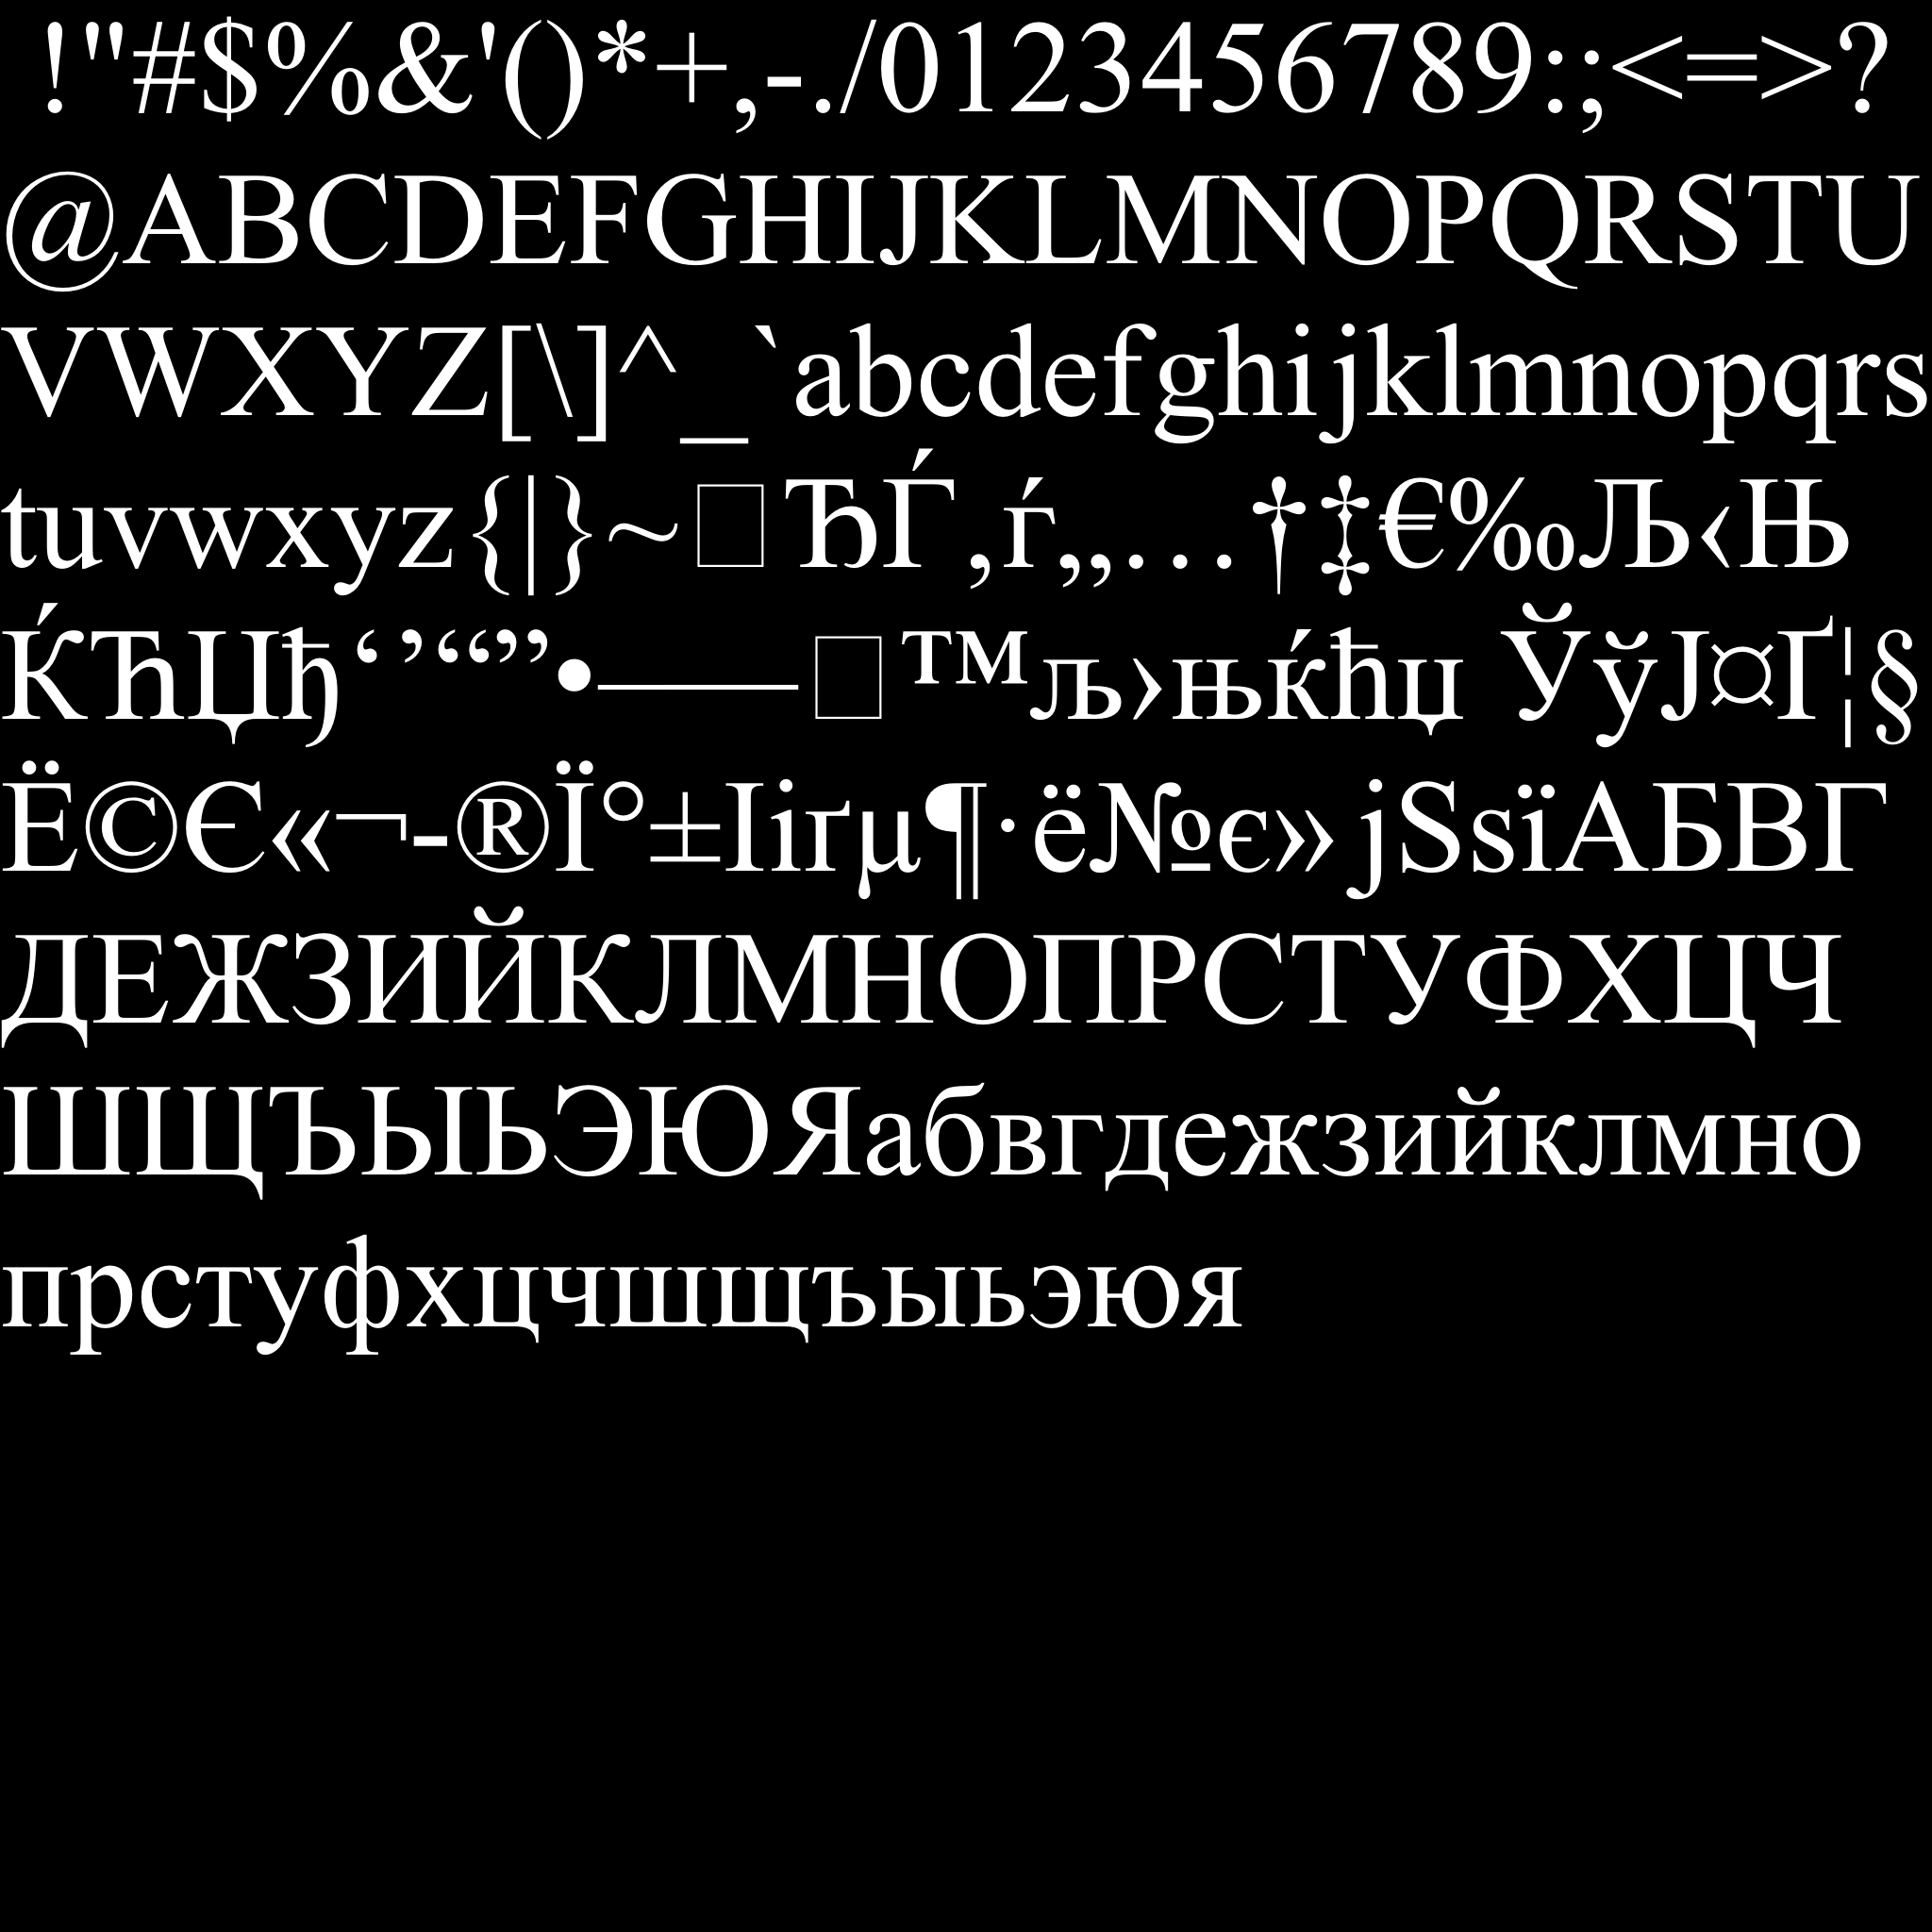 !"#$%&'()*+,-./0123456789:;<=>?
@ABCDEFGHIJKLMNOPQRSTU
VWXYZ[\]^_`abcdefghijklmnopqrs
tuvwxyz{|}~□ЂЃ‚ѓ„…†‡€‰Љ‹Њ
ЌЋЏђ‘’“”•–—□™љ›њќћџ ЎўЈ¤Ґ¦§
Ё©Є«¬-®Ї°±Ііґµ¶·ё№є»јЅѕїАБВГ
ДЕЖЗИЙКЛМНОПРСТУФХЦЧ
ШЩЪЫЬЭЮЯабвгдежзийклмно
прстуфхцчшщъыьэюя